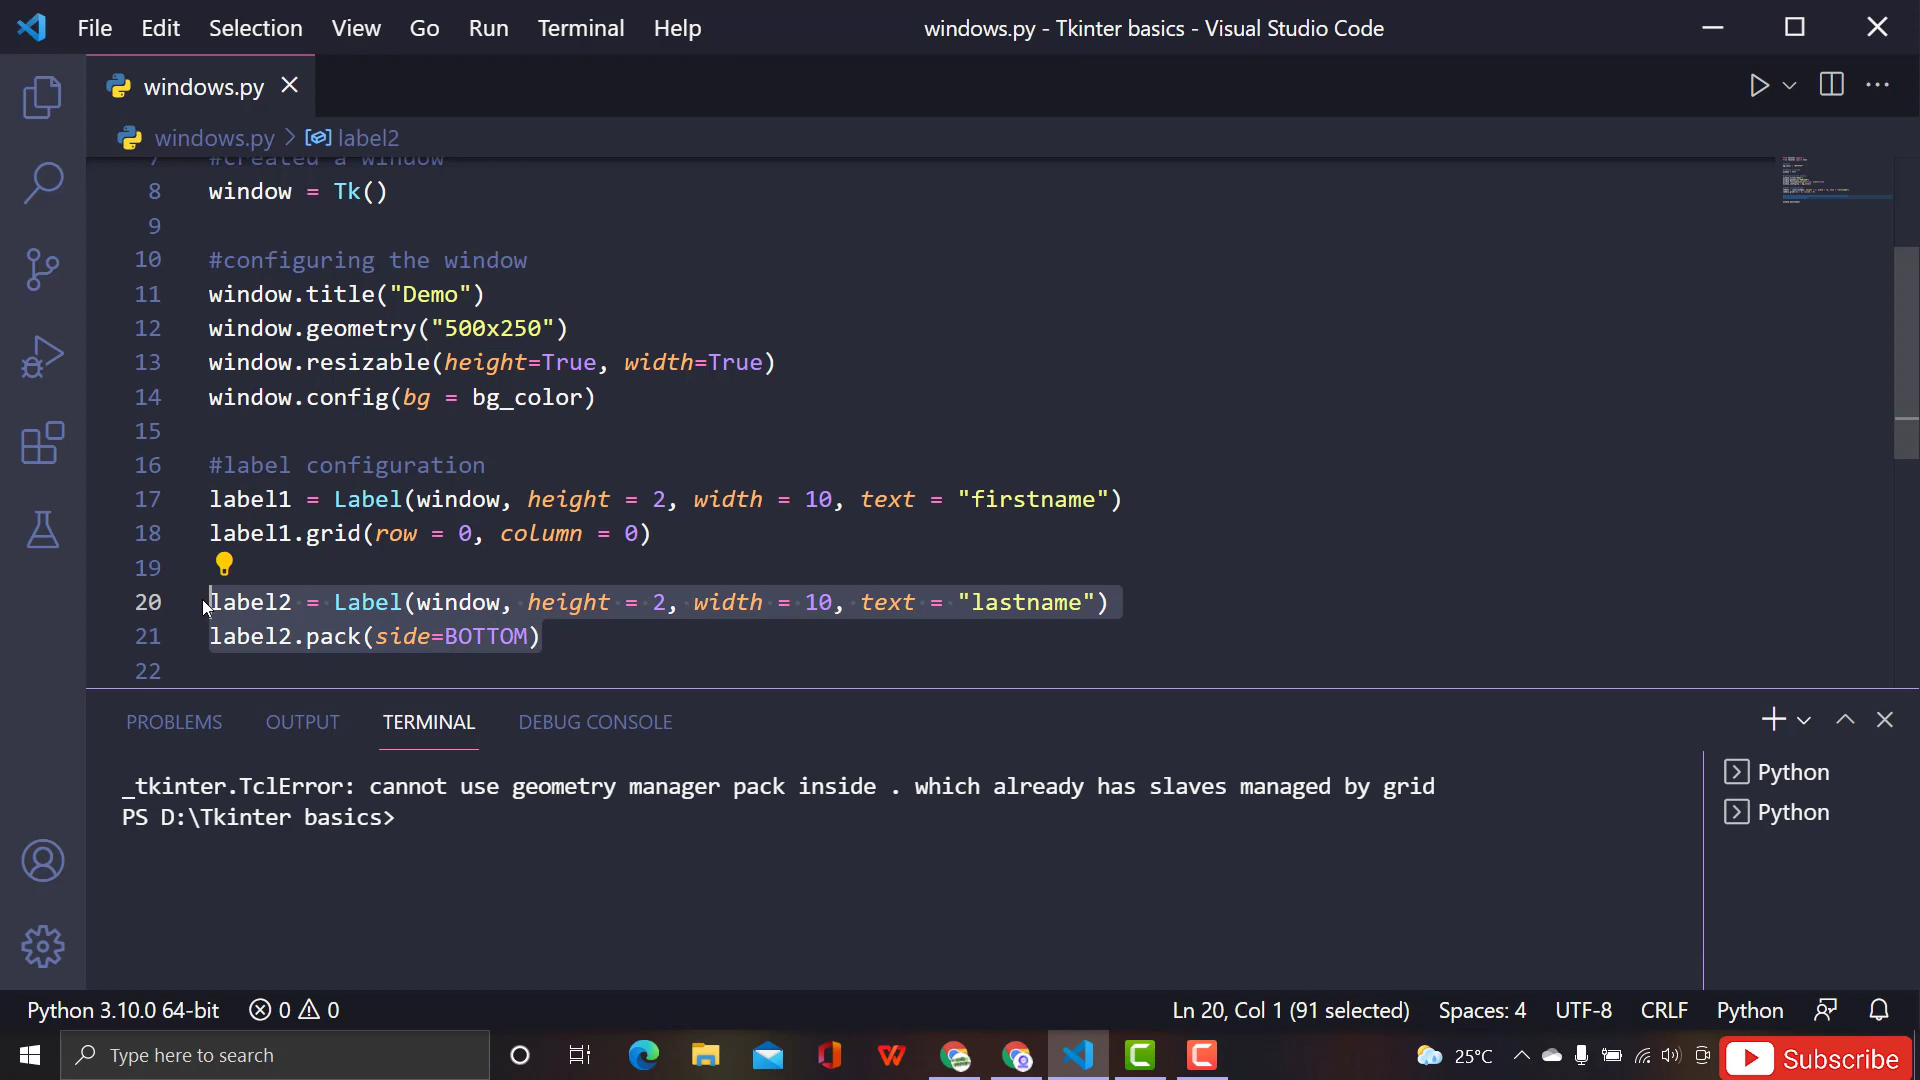 File Edit Selection View Go Run Terminal Help windows.py - Tkinter basics - Visual Studio Code
windows.py
windows.py > label2
7 #created a window
8 window = Tk()
9
10 #configuring the window
11 window.title("Demo")
12 window.geometry("500x250")
13 window.resizable(height=True, width=True)
14 window.config(bg = bg_color)
15
16 #label configuration
17 label1 = Label(window, height = 2, width = 10, text = "firstname")
18 label1.grid(row = 0, column = 0)
19
20 label2 = Label(window, height = 2, width = 10, text = "lastname")
21 label2.pack(side=BOTTOM)
22
PROBLEMS OUTPUT TERMINAL DEBUG CONSOLE
_tkinter.TclError: cannot use geometry manager pack inside . which already has slaves managed by grid
PS D:\Tkinter basics>
Python
Python
Python 3.10.0 64-bit 0 0 Ln 20, Col 1 (91 selected) Spaces: 4 UTF-8 CRLF Python
Type here to search 25°C Subscribe